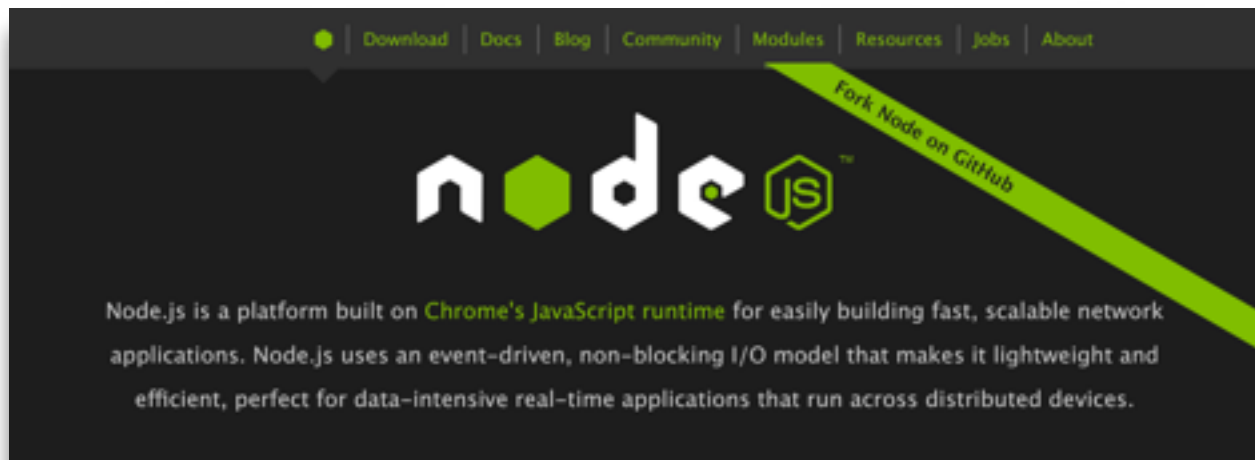 Download Docs Blog Community Modules Resources Jobs About
Fork Node on GitHub
node JS™
Node.js is a platform built on Chrome's JavaScript runtime for easily building fast, scalable network
applications. Node.js uses an event-driven, non-blocking I/O model that makes it lightweight and
efficient, perfect for data-intensive real-time applications that run across distributed devices.